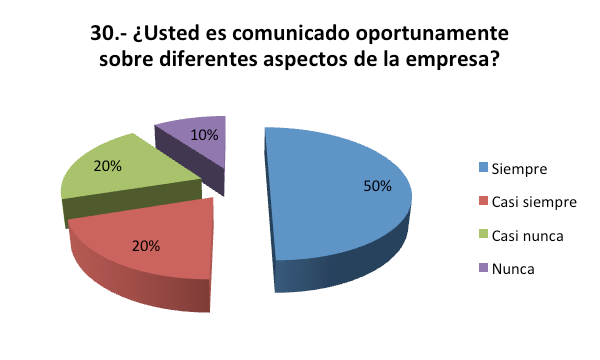 30.- ¿Usted es comunicado oportunamente
sobre diferentes aspectos de la empresa?
10%
20%
50%
20%
Siempre
Casi siempre
Casi nunca
Nunca